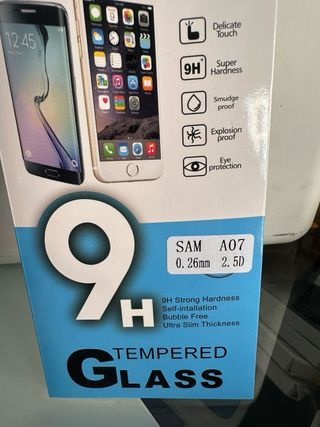 Delicate
Touch
9H
Super
Hardness
Smudge
proof
Explosion
proof
Eye
protection
9H
SAM A07
0.26mm 2.5D
9H Strong Hardness
Self-intallation
Bubble Free
Ultra Slim Thickness
TEMPERED
GLASS